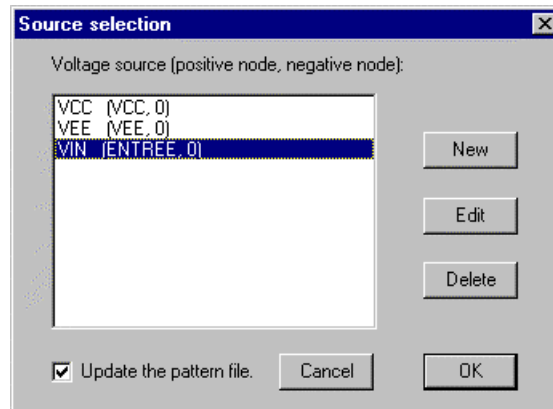 Source selection
Voltage source (positive node, negative node):
VCC (VCC, 0)
VEE (VEE, 0)
VIN (ENTREE, 0)
New
Edit
Delete
Update the pattern file.
Cancel
OK